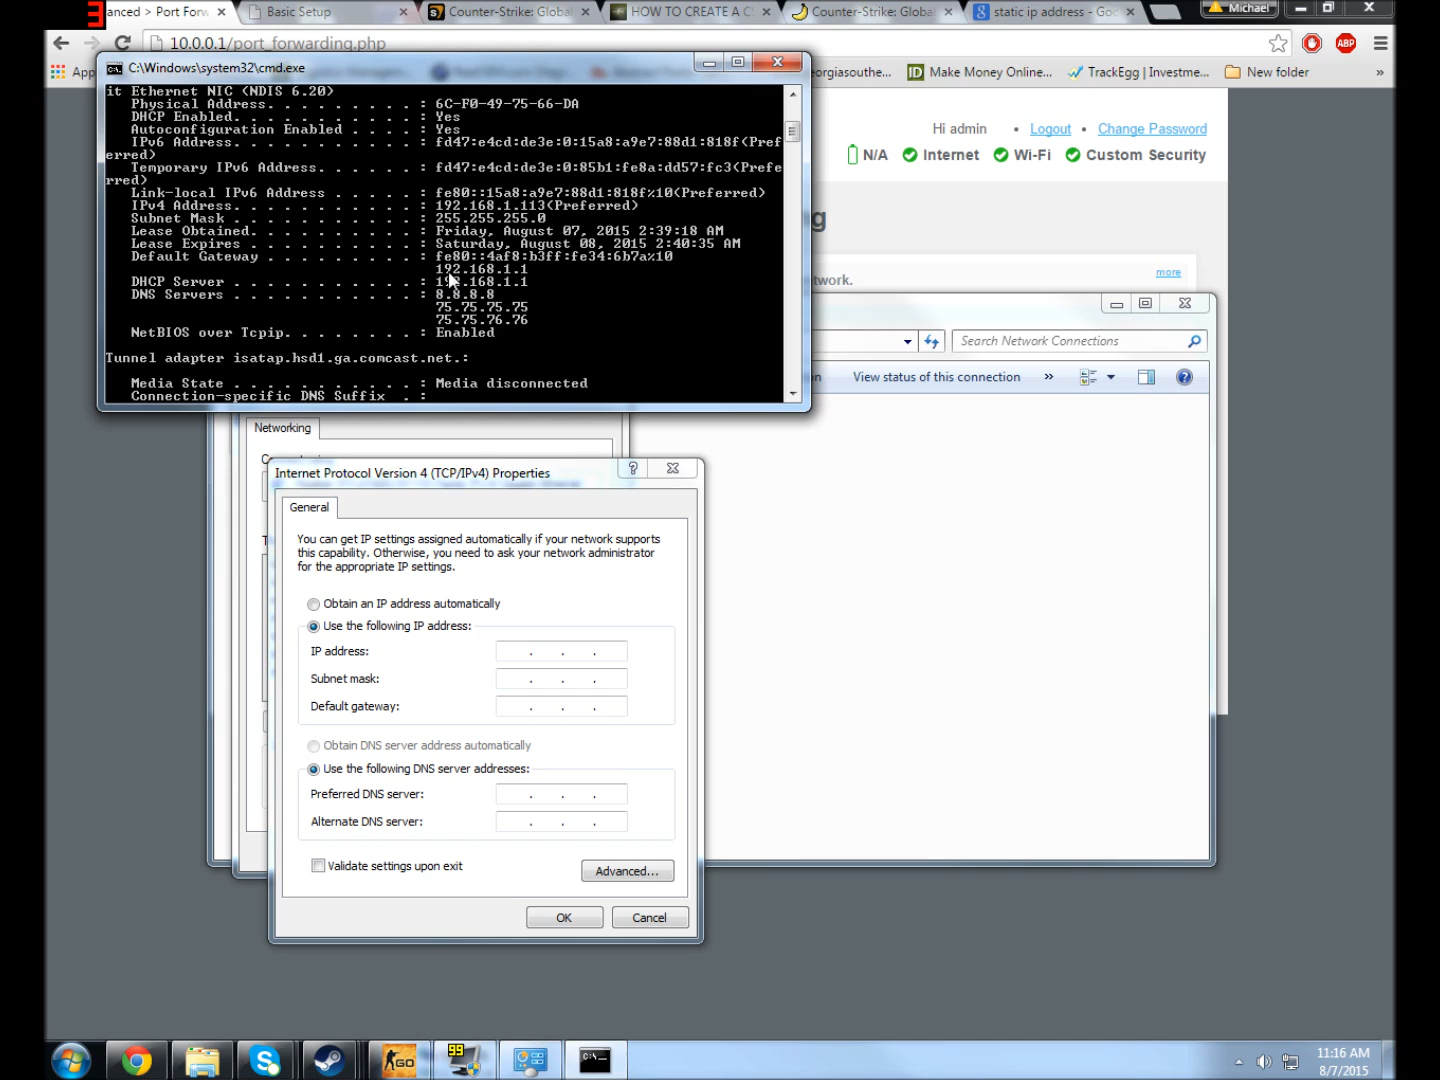 3
anced > Port Forw
Basic Setup
Counter-Strike: Global
HOW TO CREATE A C
Counter-Strike: Global
static ip address - Goo
Michael
10.0.0.1/port_forwarding.php
ABP
App
eorgiasouthe...
Make Money Online...
TrackEgg | Investme...
New folder
»
C:\Windows\system32\cmd.exe
it Ethernet NIC (NDIS 6.20)
Physical Address. . . . . . . . . : 6C-F0-49-75-66-DA
DHCP Enabled. . . . . . . . . . . : Yes
Autoconfiguration Enabled . . . . : Yes
IPv6 Address. . . . . . . . . . . : fd47:e4cd:de3e:0:15a8:a9e7:88d1:818f(Pref
erred)
Temporary IPv6 Address. . . . . . : fd47:e4cd:de3e:0:85b1:fe8a:dd57:fc3(Prefe
rred)
Link-local IPv6 Address . . . . . : fe80::15a8:a9e7:88d1:818f%10(Preferred)
IPv4 Address. . . . . . . . . . . : 192.168.1.113(Preferred)
Subnet Mask . . . . . . . . . . . : 255.255.255.0
Lease Obtained. . . . . . . . . . : Friday, August 07, 2015 2:39:18 AM
Lease Expires . . . . . . . . . . : Saturday, August 08, 2015 2:40:35 AM
Default Gateway . . . . . . . . . : fe80::4af8:b3ff:fe34:6b7a%10
192.168.1.1
DHCP Server . . . . . . . . . . . : 192.168.1.1
DNS Servers . . . . . . . . . . . : 8.8.8.8
75.75.75.75
75.75.76.76
NetBIOS over Tcpip. . . . . . . . : Enabled
Tunnel adapter isatap.hsd1.ga.comcast.net.:
Media State . . . . . . . . . . . : Media disconnected
Connection-specific DNS Suffix . :
Hi admin • Logout • Change Password
N/A Internet Wi-Fi Custom Security
g
more
twork.
Search Network Connections
on
View status of this connection
»
Networking
Internet Protocol Version 4 (TCP/IPv4) Properties
General
You can get IP settings assigned automatically if your network supports
this capability. Otherwise, you need to ask your network administrator
for the appropriate IP settings.
Obtain an IP address automatically
Use the following IP address:
IP address:
Subnet mask:
Default gateway:
Obtain DNS server address automatically
Use the following DNS server addresses:
Preferred DNS server:
Alternate DNS server:
Validate settings upon exit
Advanced...
OK
Cancel
GO
99
C:\
11:16 AM
8/7/2015